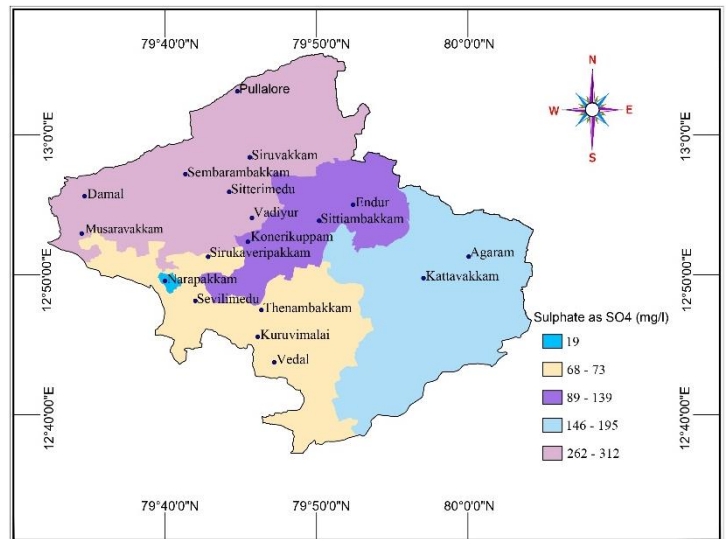 79°40'0"E 79°50'0"E 80°0'0"E
N
W E
S
13°0'0"E 13°0'0"E
Pullalore
Siruvakkam
Sembarambakkam
Sitterimedu
Damal
Endur
Vadiyur
Sittiambakkam
Musaravakkam
Konerikuppam
Sirukaveripakkam
Agaram
12°50'0"E 12°50'0"E
Kattavakkam
Narapakkam
Sevilimedu
Thenambakkam
Kuruvimalai
Vedal
Sulphate as SO4 (mg/l)
19
68 - 73
89 - 139
146 - 195
262 - 312
12°40'0"E 12°40'0"E
79°40'0"E 79°50'0"E 80°0'0"E